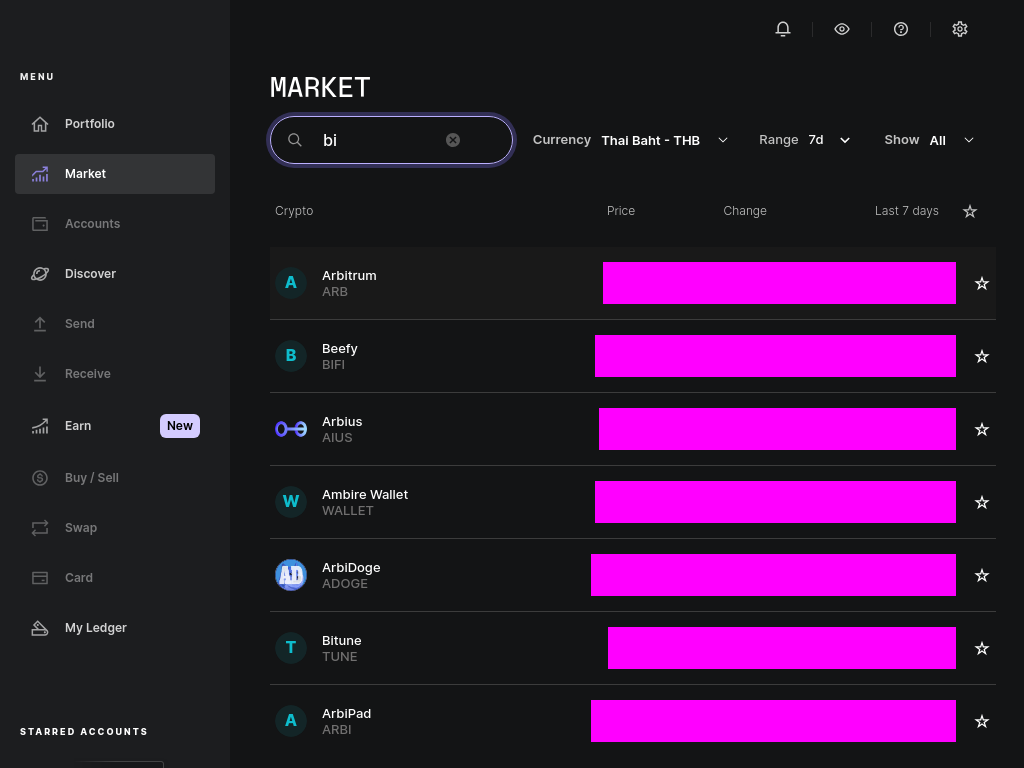 MENU
Portfolio
Market
Accounts
Discover
Send
Receive
Earn New
Buy / Sell
Swap
Card
My Ledger
STARRED ACCOUNTS
MARKET
bi
Currency Thai Baht - THB
Range 7d
Show All
Crypto Price Change Last 7 days
A Arbitrum
ARB
B Beefy
BIFI
Arbius
AIUS
W Ambire Wallet
WALLET
AD ArbiDoge
ADOGE
T Bitune
TUNE
A ArbiPad
ARBI